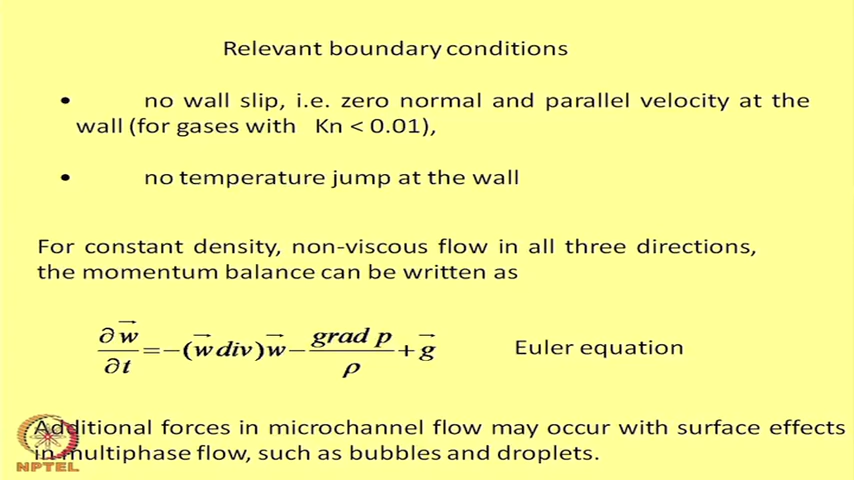 Relevant boundary conditions
• no wall slip, i.e. zero normal and parallel velocity at the
wall (for gases with Kn < 0.01),
• no temperature jump at the wall
For constant density, non-viscous flow in all three directions,
the momentum balance can be written as
∂w⃗/∂t = −(w⃗ div)w⃗ − grad p/ρ + g⃗ Euler equation
Additional forces in microchannel flow may occur with surface effects
in multiphase flow, such as bubbles and droplets.
NPTEL